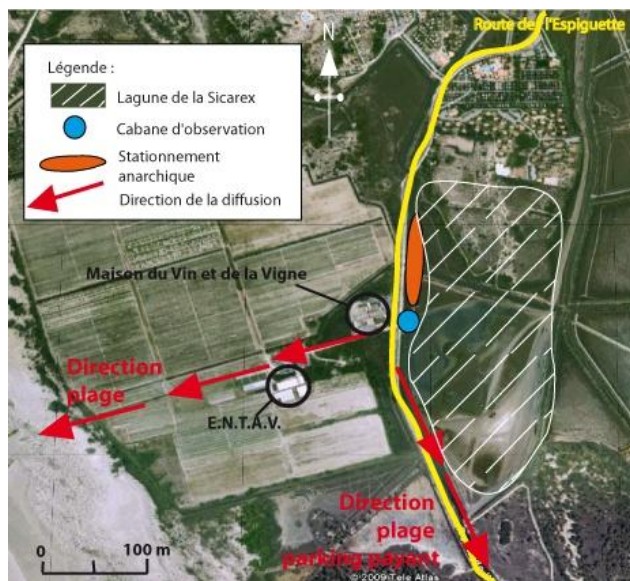 Route de l'Espiguette
N
Légende :
Lagune de la Sicarex
Cabane d'observation
Stationnement
anarchique
Direction de la diffusion
Maison du Vin et de la Vigne
Direction
plage
E.N.T.A.V.
Direction
plage
parking payant
0 100 m
© 2009 Tele Atlas